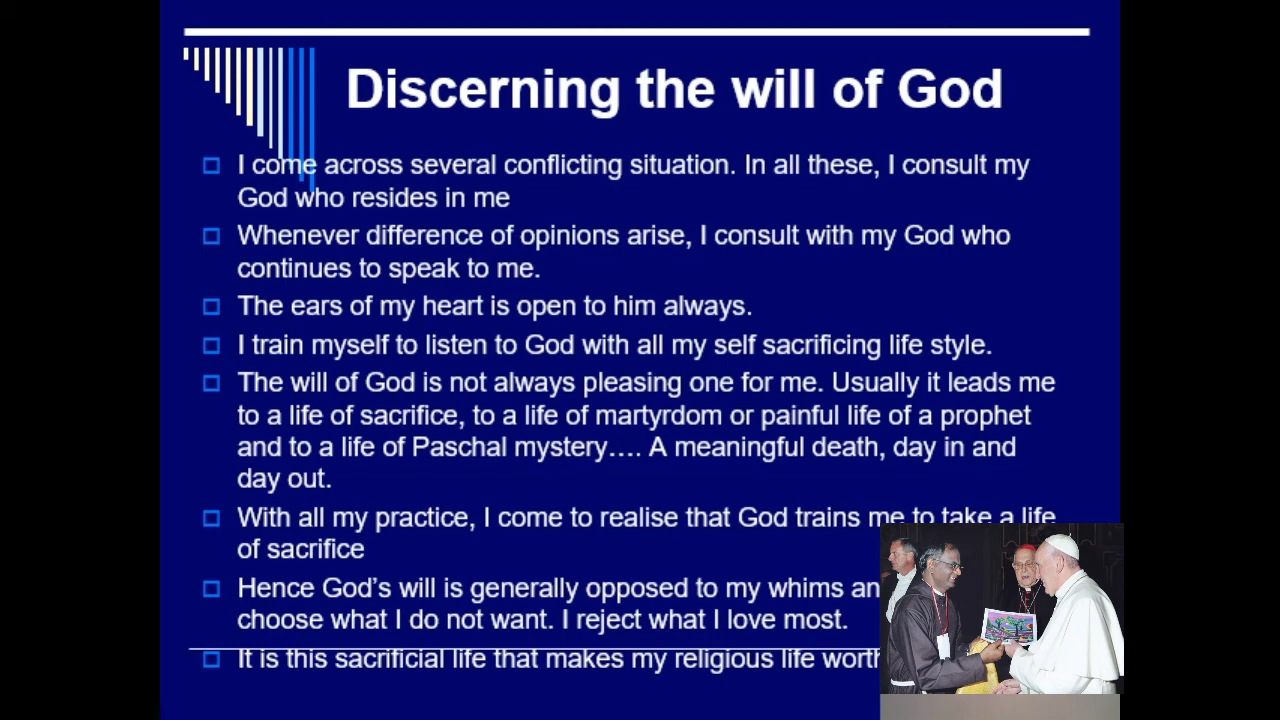 Discerning the will of God
I come across several conflicting situation. In all these, I consult my
God who resides in me
Whenever difference of opinions arise, I consult with my God who
continues to speak to me.
The ears of my heart is open to him always.
I train myself to listen to God with all my self sacrificing life style.
The will of God is not always pleasing one for me. Usually it leads me
to a life of sacrifice, to a life of martyrdom or painful life of a prophet
and to a life of Paschal mystery.... A meaningful death, day in and
day out.
With all my practice, I come to realise that God trains me to take a life
of sacrifice
Hence God's will is generally opposed to my whims
choose what I do not want. I reject what I love most.
It is this sacrificial life that makes my religious life